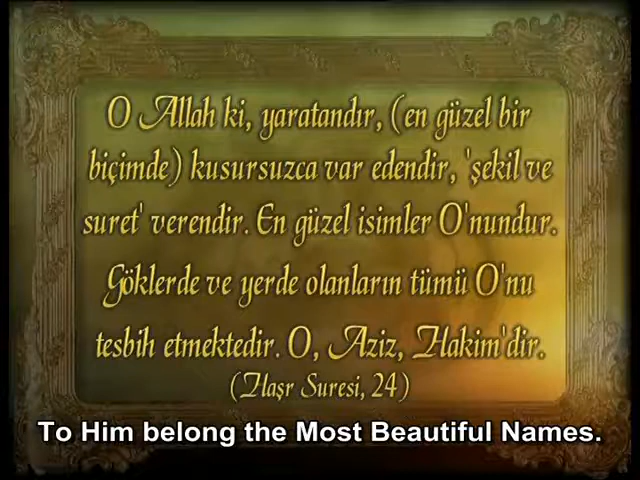 O Allah ki, yaratandır, (en güzel bir
biçimde) kusursuzca var edendir, 'şekil ve
suret' verendir. En güzel isimler O'nundur.
Göklerde ve yerde olanların tümü O'nu
tesbih etmektedir. O, Aziz, Hakim'dir.
(Haşr Suresi, 24)
To Him belong the Most Beautiful Names.